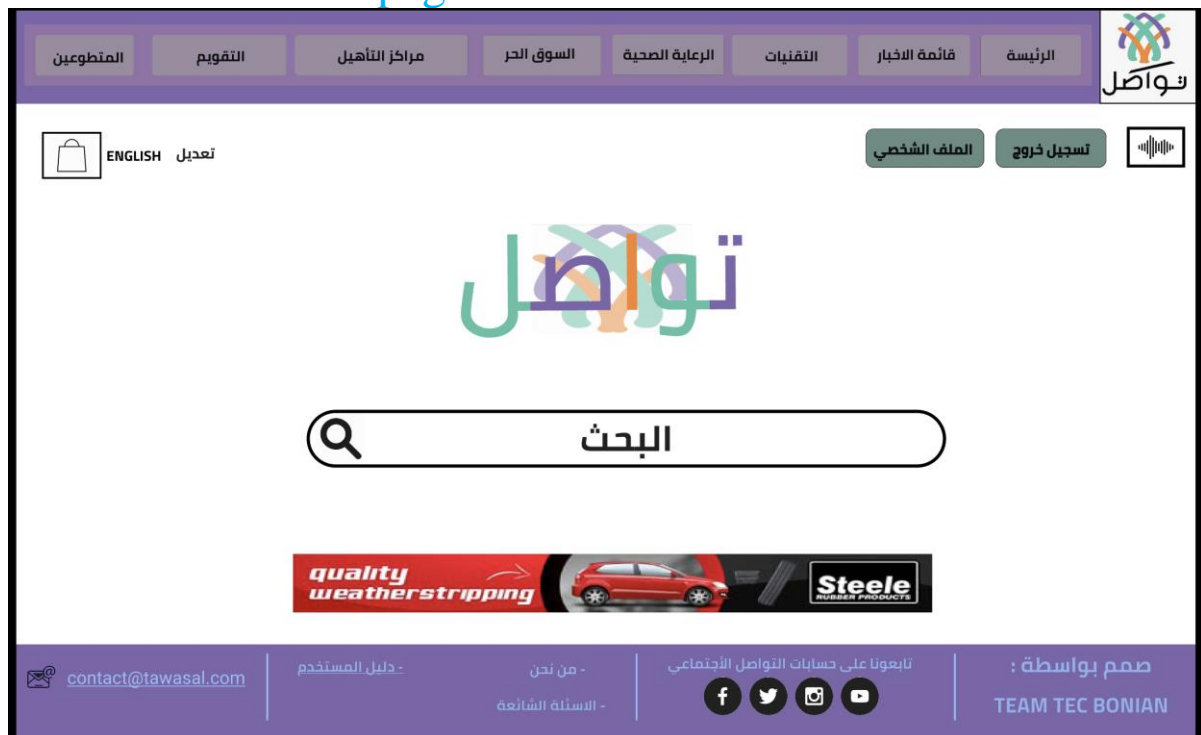 الرئيسة
قائمة الاخبار
التقنيات
الرعاية الصحية
السوق الحر
مراكز التأهيل
التقويم
المتطوعين
تواصل
تسجيل خروج
الملف الشخصي
تعديل
ENGLISH
تواصل
البحث
quality
weatherstripping
Steele
RUBBER PRODUCTS
صمم بواسطة :
TEAM TEC BONIAN
تابعونا على حسابات التواصل الأجتماعي
- من نحن
- الاسئلة الشائعة
- دليل المستخدم
contact@tawasal.com